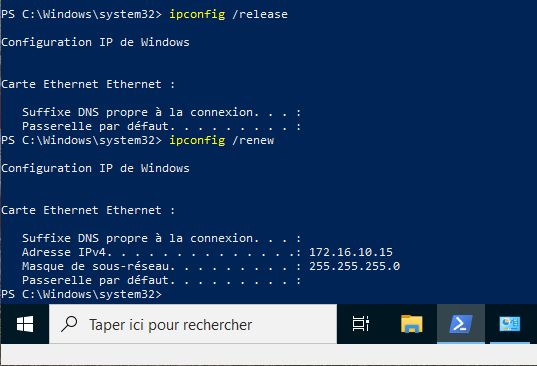 PS C:\Windows\system32> ipconfig /release
Configuration IP de Windows
Carte Ethernet Ethernet :
Suffixe DNS propre à la connexion. . . :
Passerelle par défaut. . . . . . . . . :
PS C:\Windows\system32> ipconfig /renew
Configuration IP de Windows
Carte Ethernet Ethernet :
Suffixe DNS propre à la connexion. . . :
Adresse IPv4. . . . . . . . . . . . . .: 172.16.10.15
Masque de sous-réseau. . . . . . . . . : 255.255.255.0
Passerelle par défaut. . . . . . . . . :
PS C:\Windows\system32>
Taper ici pour rechercher